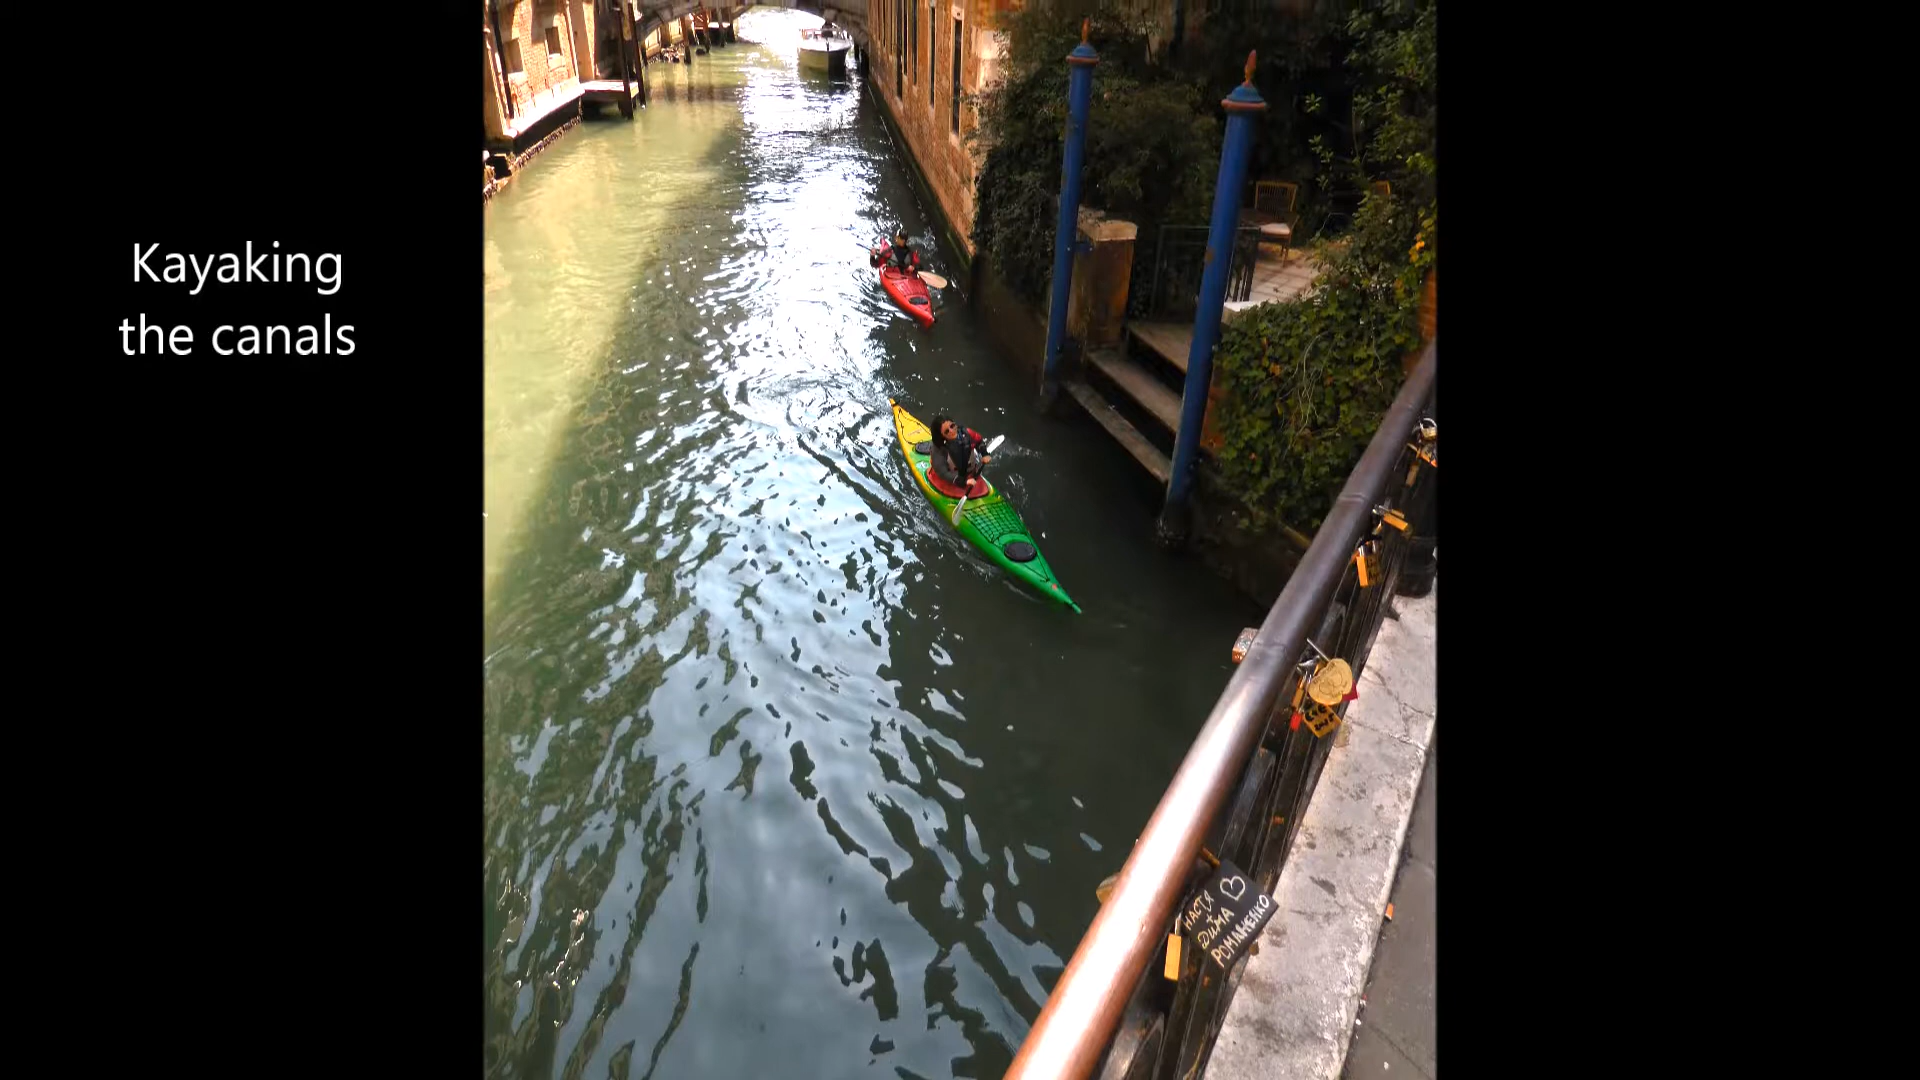 Kayaking
the canals
НАСТЯ
+
ДИМА
РОМАНЕНКО